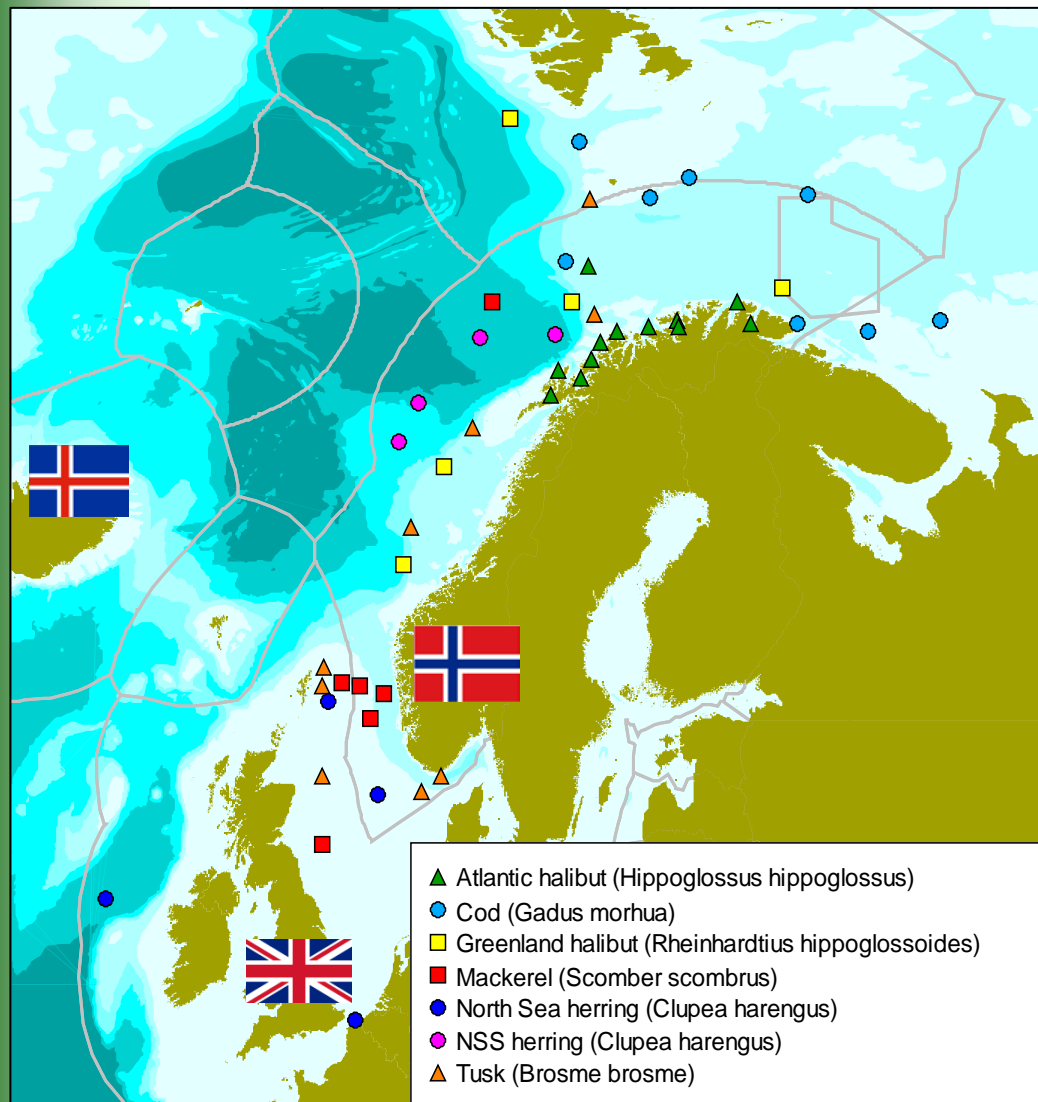 Atlantic halibut (Hippoglossus hippoglossus)
Cod (Gadus morhua)
Greenland halibut (Rheinhardtius hippoglossoides)
Mackerel (Scomber scombrus)
North Sea herring (Clupea harengus)
NSS herring (Clupea harengus)
Tusk (Brosme brosme)